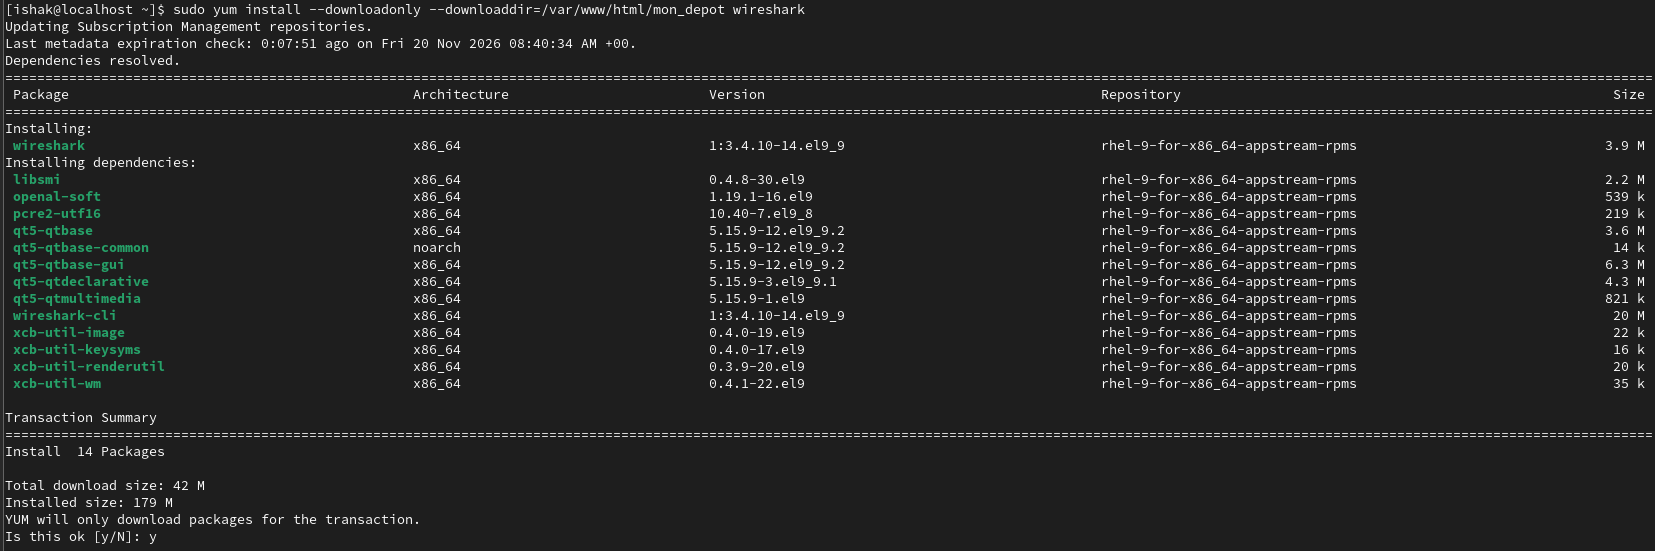 [ishak@localhost ~]$ sudo yum install --downloadonly --downloaddir=/var/www/html/mon_depot wireshark
Updating Subscription Management repositories.
Last metadata expiration check: 0:07:51 ago on Fri 20 Nov 2026 08:40:34 AM +00.
Dependencies resolved.
Package Architecture Version Repository Size
Installing:
wireshark x86_64 1:3.4.10-14.el9_9 rhel-9-for-x86_64-appstream-rpms 3.9 M
Installing dependencies:
libsmi x86_64 0.4.8-30.el9 rhel-9-for-x86_64-appstream-rpms 2.2 M
openal-soft x86_64 1.19.1-16.el9 rhel-9-for-x86_64-appstream-rpms 539 k
pcre2-utf16 x86_64 10.40-7.el9_8 rhel-9-for-x86_64-appstream-rpms 219 k
qt5-qtbase x86_64 5.15.9-12.el9_9.2 rhel-9-for-x86_64-appstream-rpms 3.6 M
qt5-qtbase-common noarch 5.15.9-12.el9_9.2 rhel-9-for-x86_64-appstream-rpms 14 k
qt5-qtbase-gui x86_64 5.15.9-12.el9_9.2 rhel-9-for-x86_64-appstream-rpms 6.3 M
qt5-qtdeclarative x86_64 5.15.9-3.el9_9.1 rhel-9-for-x86_64-appstream-rpms 4.3 M
qt5-qtmultimedia x86_64 5.15.9-1.el9 rhel-9-for-x86_64-appstream-rpms 821 k
wireshark-cli x86_64 1:3.4.10-14.el9_9 rhel-9-for-x86_64-appstream-rpms 20 M
xcb-util-image x86_64 0.4.0-19.el9 rhel-9-for-x86_64-appstream-rpms 22 k
xcb-util-keysyms x86_64 0.4.0-17.el9 rhel-9-for-x86_64-appstream-rpms 16 k
xcb-util-renderutil x86_64 0.3.9-20.el9 rhel-9-for-x86_64-appstream-rpms 20 k
xcb-util-wm x86_64 0.4.1-22.el9 rhel-9-for-x86_64-appstream-rpms 35 k
Transaction Summary
Install 14 Packages
Total download size: 42 M
Installed size: 179 M
YUM will only download packages for the transaction.
Is this ok [y/N]: y